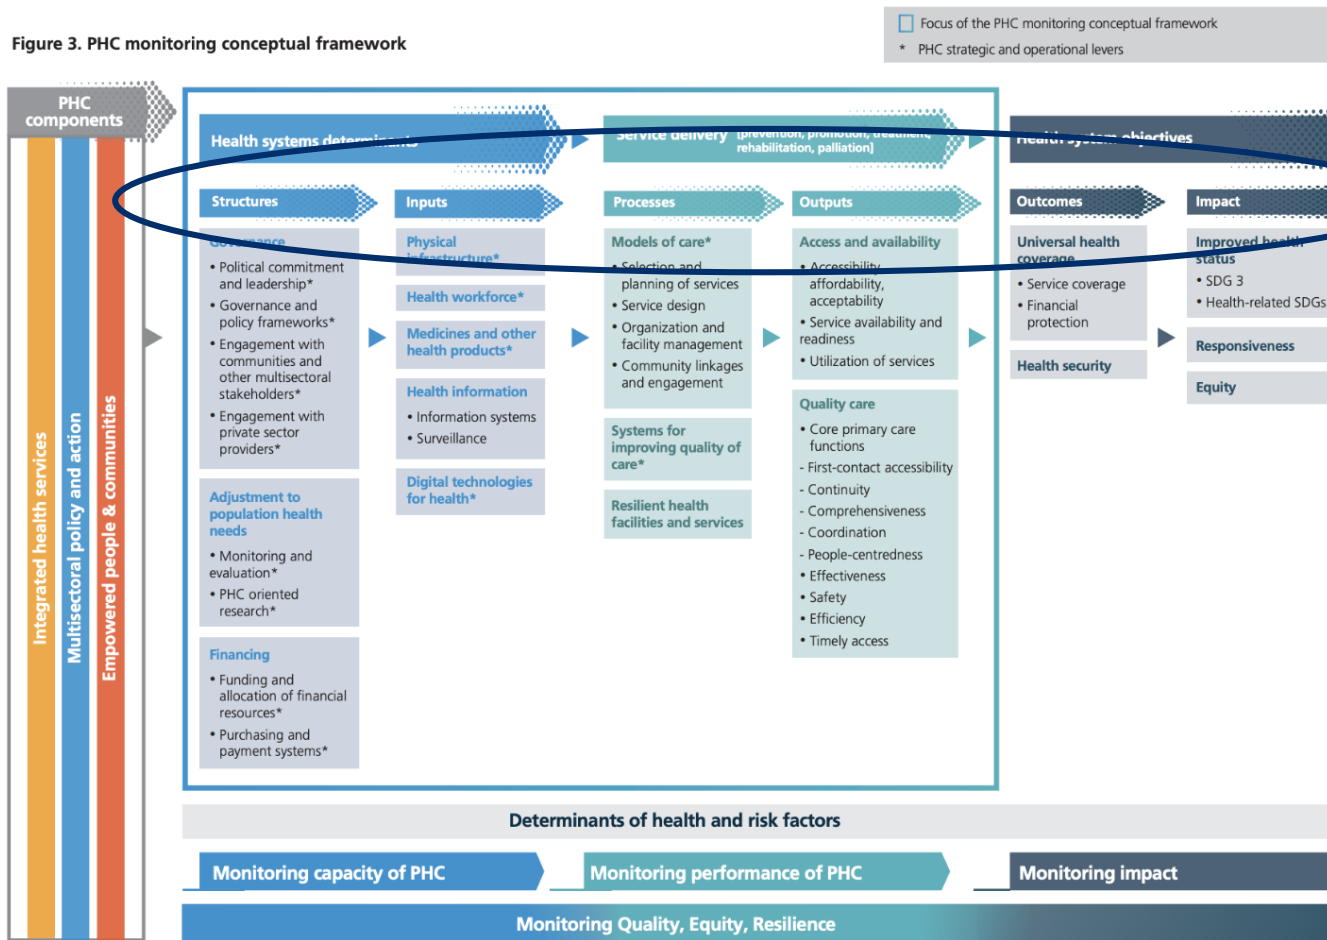 Focus of the PHC monitoring conceptual framework
* PHC strategic and operational levers
Figure 3. PHC monitoring conceptual framework
PHC
components
Integrated health services
Multisectoral policy and action
Empowered people & communities
Health systems determinants
Service delivery [prevention, promotion, treatment,
rehabilitation, palliation]
Health system objectives
Structures
Governance
• Political commitment
and leadership*
• Governance and
policy frameworks*
• Engagement with
communities and
other multisectoral
stakeholders*
• Engagement with
private sector
providers*
Adjustment to
population health
needs
• Monitoring and
evaluation*
• PHC oriented
research*
Financing
• Funding and
allocation of financial
resources*
• Purchasing and
payment systems*
Inputs
Physical
infrastructure*
Health workforce*
Medicines and other
health products*
Health information
• Information systems
• Surveillance
Digital technologies
for health*
Processes
Models of care*
• Selection and
planning of services
• Service design
• Organization and
facility management
• Community linkages
and engagement
Systems for
improving quality of
care*
Resilient health
facilities and services
Outputs
Access and availability
• Accessibility,
affordability,
acceptability
• Service availability and
readiness
• Utilization of services
Quality care
• Core primary care
functions
- First-contact accessibility
- Continuity
- Comprehensiveness
- Coordination
- People-centredness
• Effectiveness
• Safety
• Efficiency
• Timely access
Outcomes
Universal health
coverage
• Service coverage
• Financial
protection
Health security
Impact
Improved health
status
• SDG 3
• Health-related SDGs
Responsiveness
Equity
Determinants of health and risk factors
Monitoring capacity of PHC
Monitoring performance of PHC
Monitoring impact
Monitoring Quality, Equity, Resilience